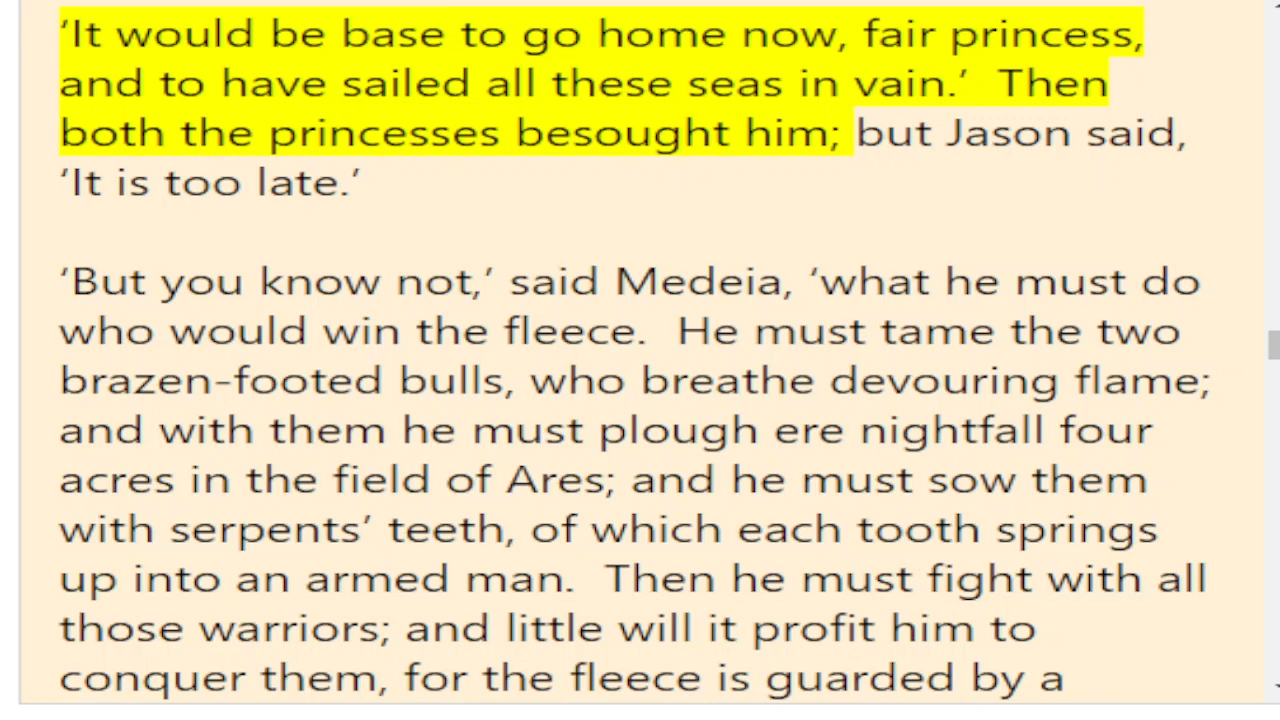 ‘It would be base to go home now, fair princess,
and to have sailed all these seas in vain.’  Then
both the princesses besought him; but Jason said,
‘It is too late.’
‘But you know not,’ said Medeia, ‘what he must do
who would win the fleece.  He must tame the two
brazen-footed bulls, who breathe devouring flame;
and with them he must plough ere nightfall four
acres in the field of Ares; and he must sow them
with serpents’ teeth, of which each tooth springs
up into an armed man.  Then he must fight with all
those warriors; and little will it profit him to
conquer them, for the fleece is guarded by a